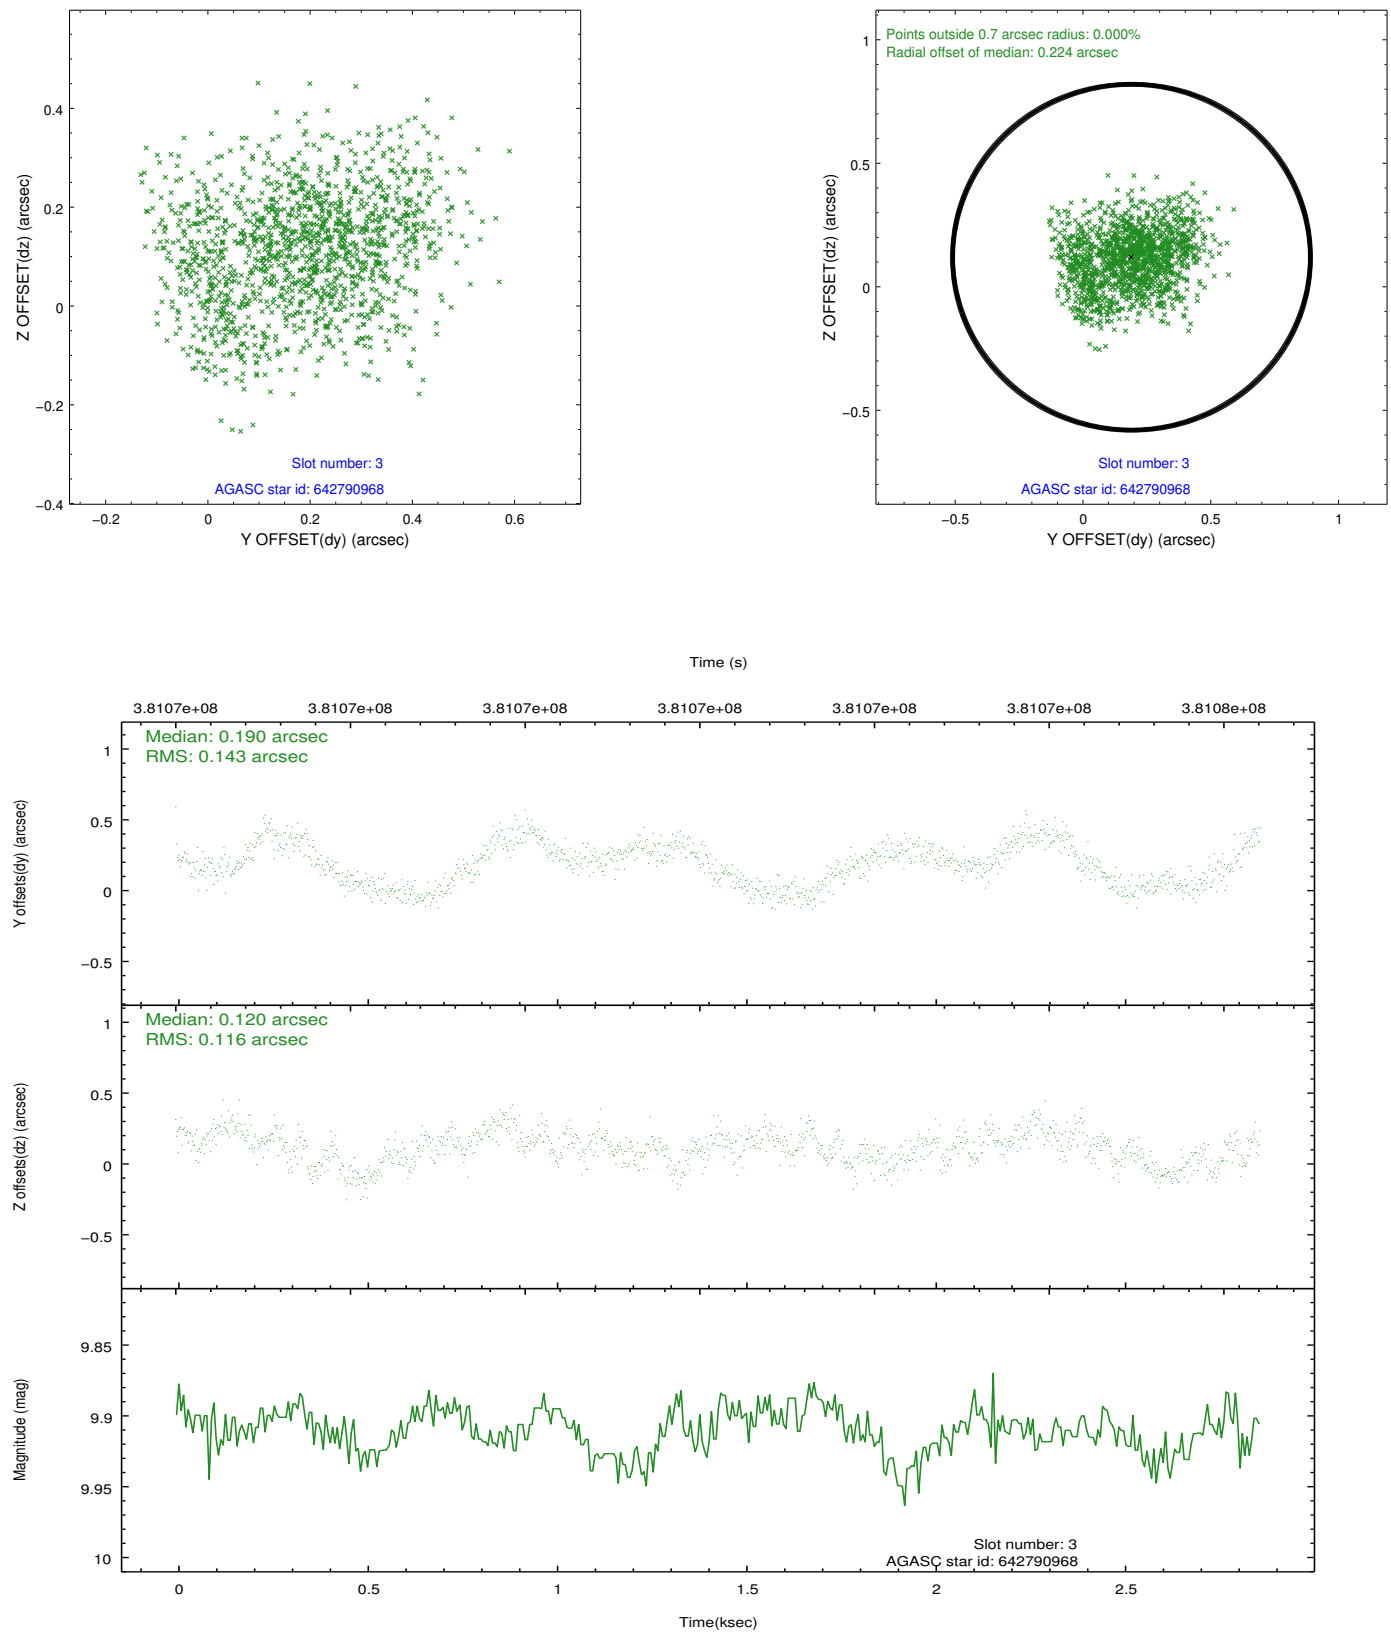 Points outside 0.7 arcsec radius: 0.000%
Radial offset of median: 0.224 arcsec
0.4
0.2
0
−0.2
−0.4
Z OFFSET(dz) (arcsec)
Slot number: 3
AGASC star id: 642790968
−0.2
0
0.2
0.4
0.6
Y OFFSET(dy) (arcsec)
1
0.5
0
−0.5
Z OFFSET(dz) (arcsec)
Slot number: 3
AGASC star id: 642790968
−0.5
0
0.5
1
Y OFFSET(dy) (arcsec)
Time (s)
3.8107e+08
3.8107e+08
3.8107e+08
3.8107e+08
3.8107e+08
3.8107e+08
3.8108e+08
Median: 0.190 arcsec
RMS: 0.143 arcsec
1
0.5
0
−0.5
Y offsets(dy) (arcsec)
Median: 0.120 arcsec
RMS: 0.116 arcsec
1
0.5
0
−0.5
Z offsets(dz) (arcsec)
9.85
9.9
9.95
10
Magnitude (mag)
Slot number: 3
AGASC star id: 642790968
0
0.5
1
1.5
2
2.5
Time(ksec)